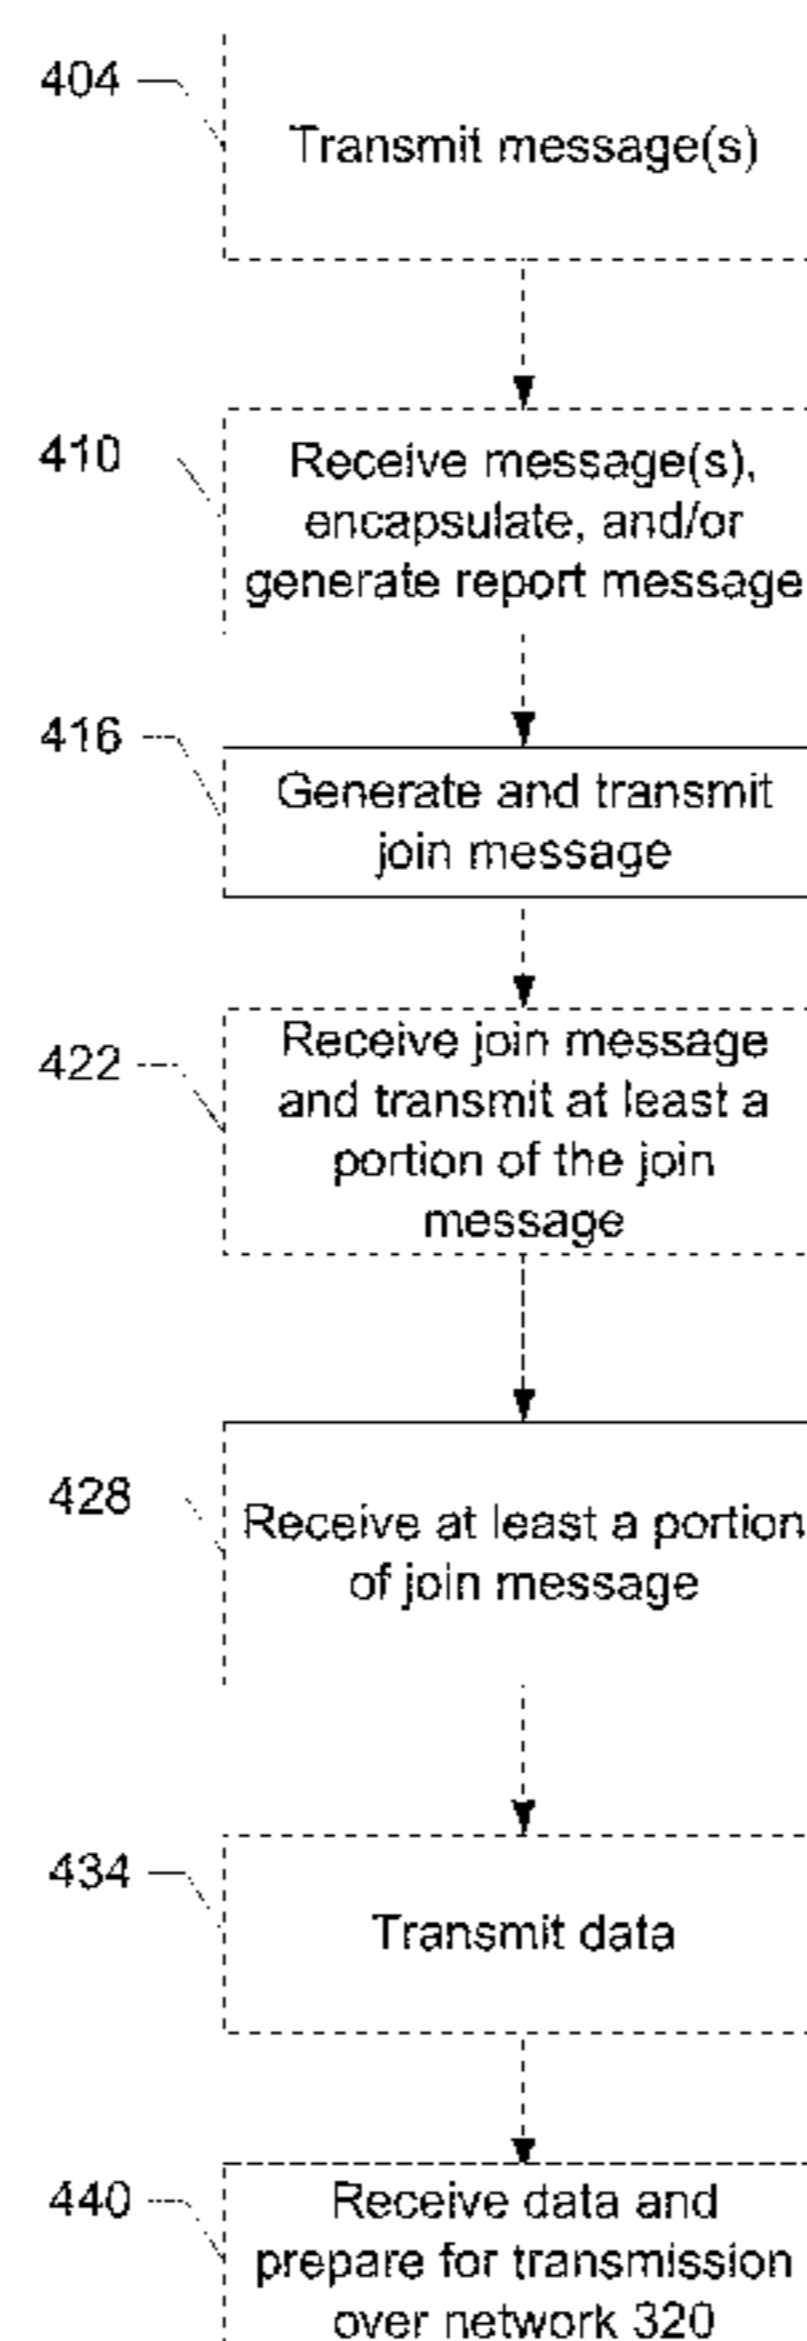 404
Transmit message(s)
410
Receive message(s),
encapsulate, and/or
generate report message
416
Generate and transmit
join message
422
Receive join message
and transmit at least a
portion of the join
message
428
Receive at least a portion
of join message
434
Transmit data
440
Receive data and
prepare for transmission
over network 320